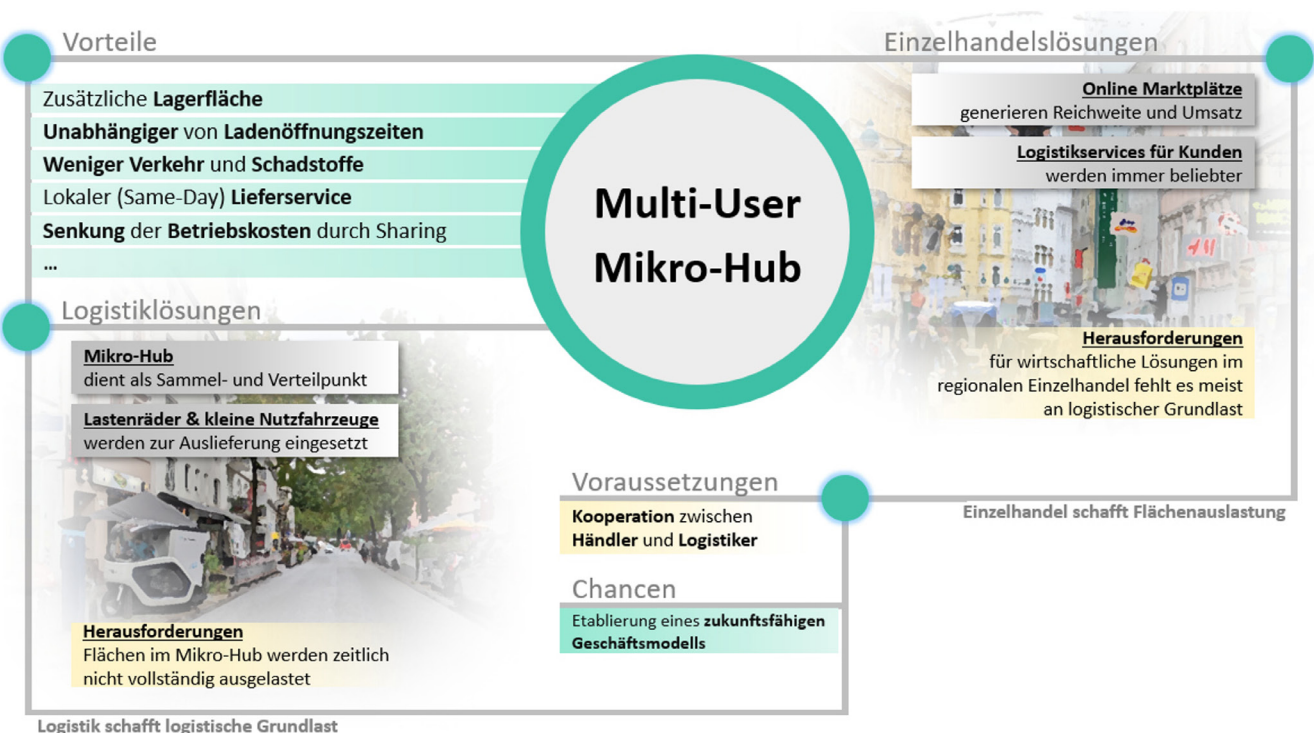 Vorteile
Zusätzliche Lagerfläche
Unabhängiger von Ladenöffnungszeiten
Weniger Verkehr und Schadstoffe
Lokaler (Same-Day) Lieferservice
Senkung der Betriebskosten durch Sharing
...
Multi-User
Mikro-Hub
Einzelhandelslösungen
Online Marktplätze
generieren Reichweite und Umsatz
Logistikservices für Kunden
werden immer beliebter
Herausforderungen
für wirtschaftliche Lösungen im
regionalen Einzelhandel fehlt es meist
an logistischer Grundlast
Einzelhandel schafft Flächenauslastung
Logistiklösungen
Mikro-Hub
dient als Sammel- und Verteilpunkt
Lastenräder & kleine Nutzfahrzeuge
werden zur Auslieferung eingesetzt
Herausforderungen
Flächen im Mikro-Hub werden zeitlich
nicht vollständig ausgelastet
Logistik schafft logistische Grundlast
Voraussetzungen
Kooperation zwischen
Händler und Logistiker
Chancen
Etablierung eines zukunftsfähigen
Geschäftsmodells